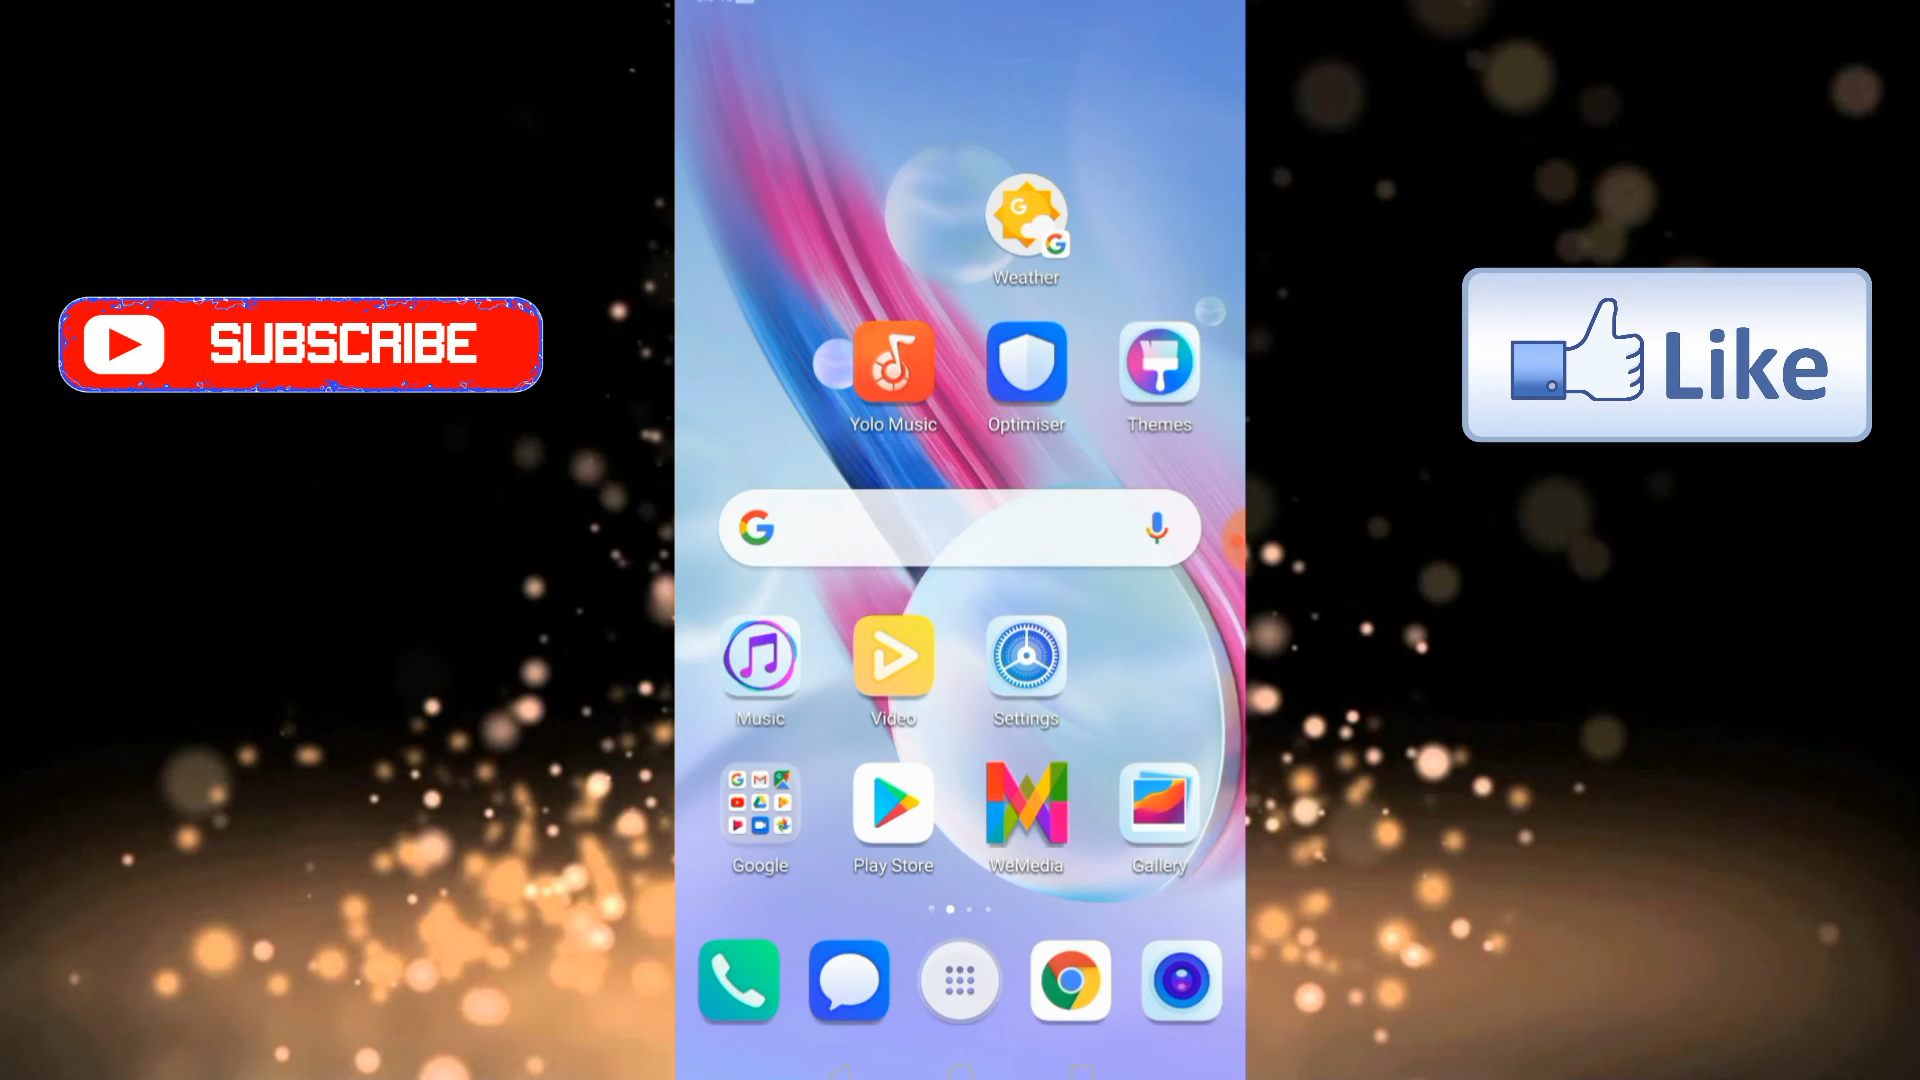 Weather
SUBSCRIBE
Like
Yolo Music Optimiser Themes
Music Video Settings
Google Play Store WeMedia Gallery